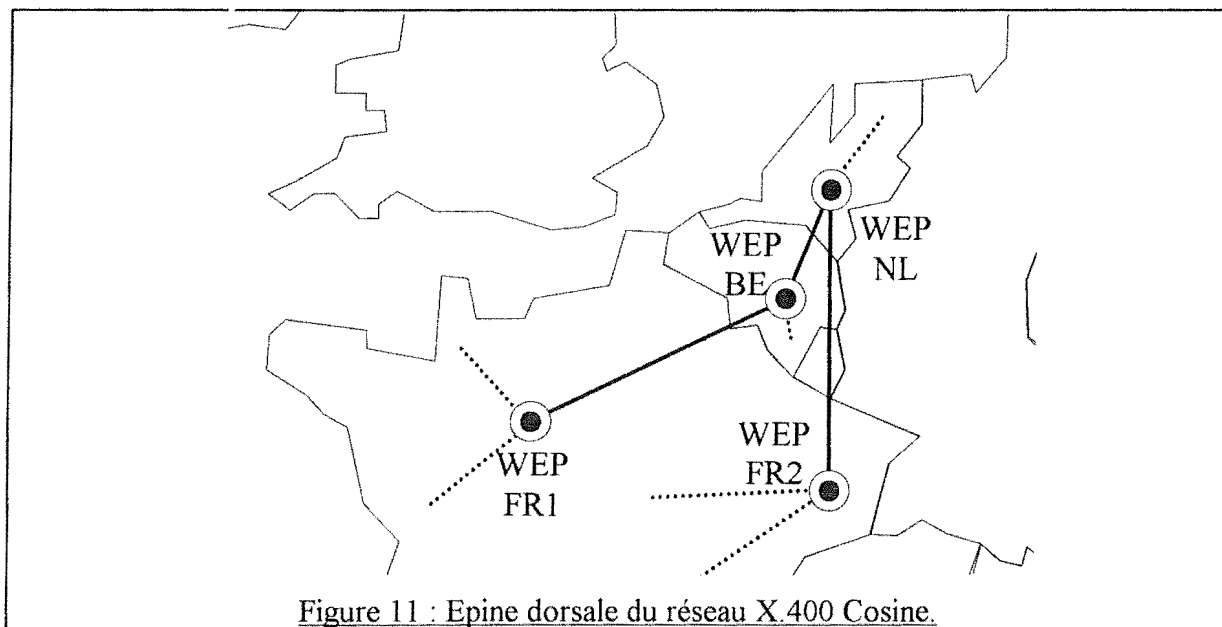 WEP
NL
WEP
BE
WEP
FR1
WEP
FR2
Figure 11 : Epine dorsale du réseau X.400 Cosine.